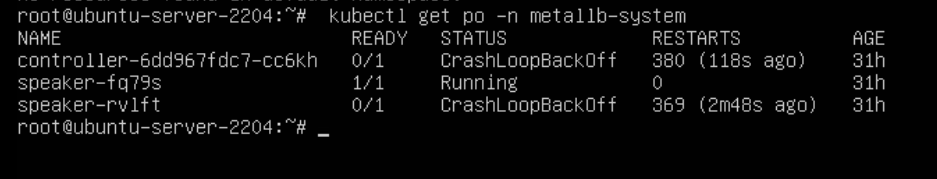 root@ubuntu-server-2204:~# kubectl get po -n metallb-system
NAME READY STATUS RESTARTS AGE
controller-6dd967fdc7-cc6kh 0/1 CrashLoopBackOff 380 (118s ago) 31h
speaker-fq79s 1/1 Running 0 31h
speaker-rvlft 0/1 CrashLoopBackOff 369 (2m48s ago) 31h
root@ubuntu-server-2204:~# _